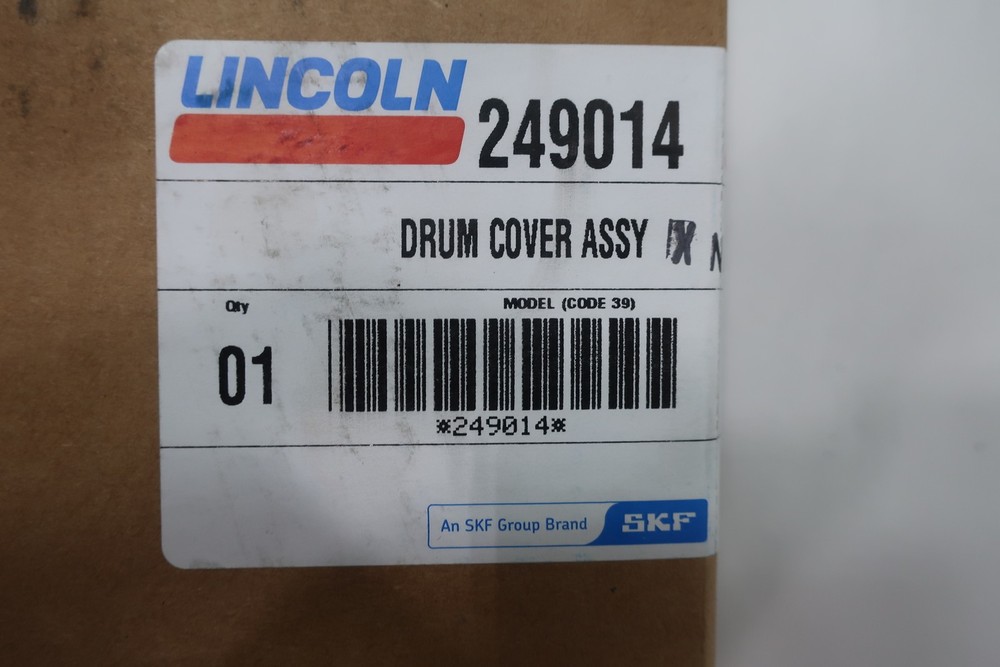 LINCOLN
249014
DRUM COVER ASSY
Qty
MODEL (CODE 39)
01
*249014*
An SKF Group Brand
SKF